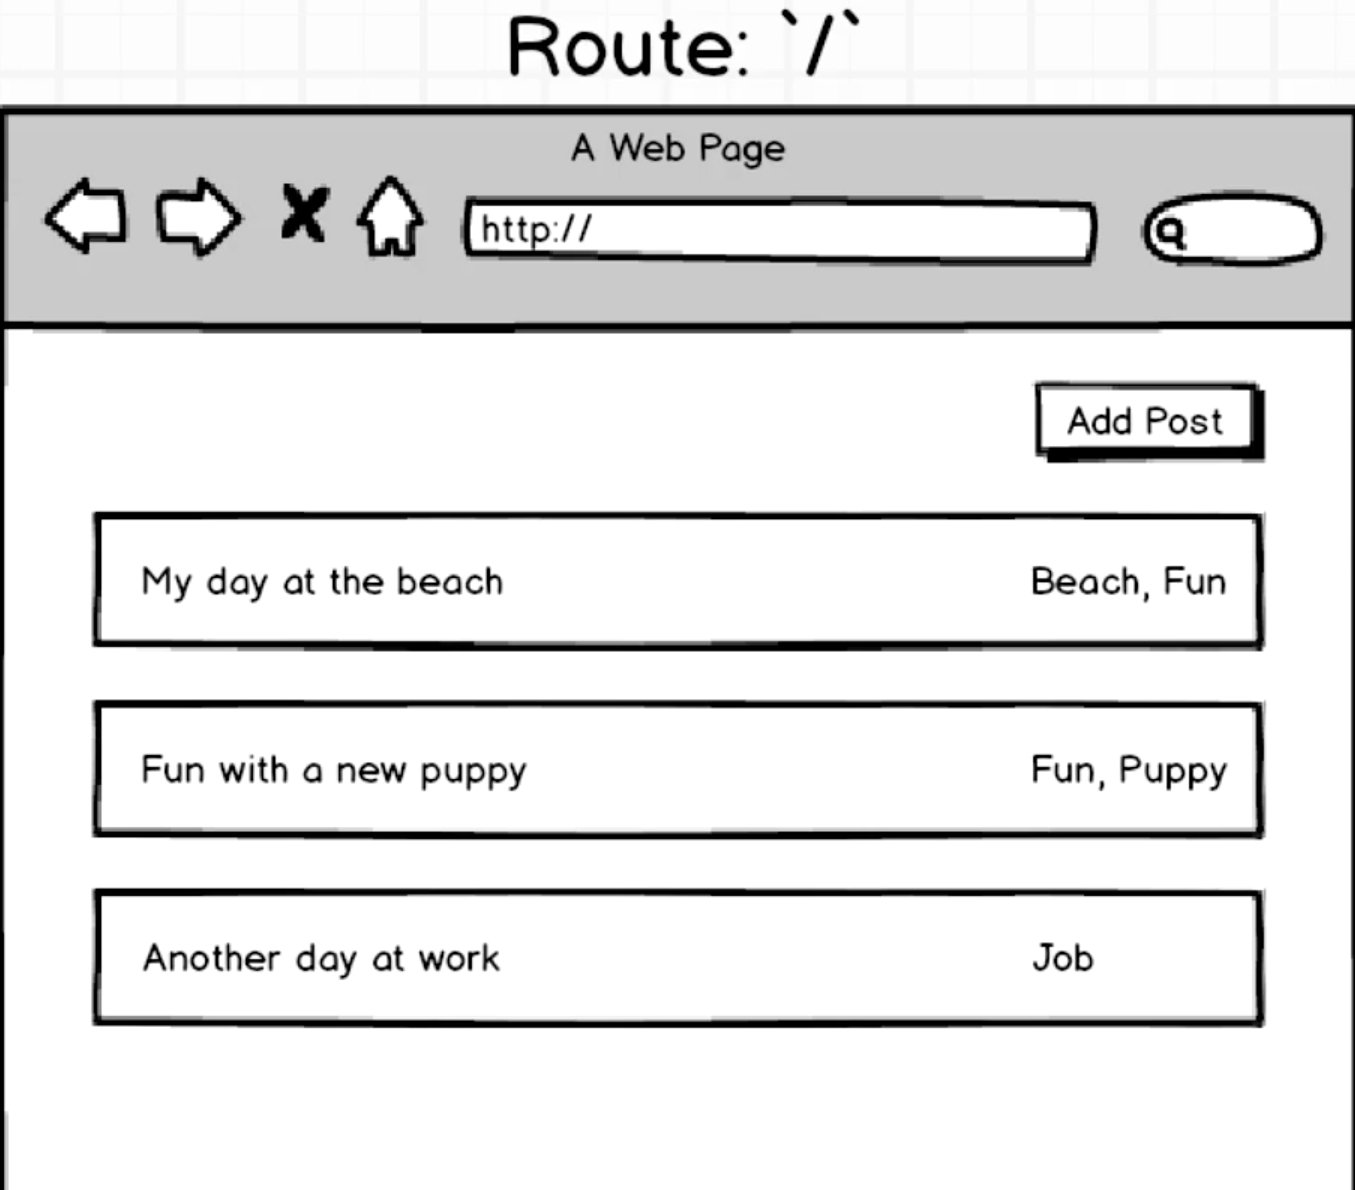 Route: `/`
A Web Page
http://
Add Post
My day at the beach Beach, Fun
Fun with a new puppy Fun, Puppy
Another day at work Job